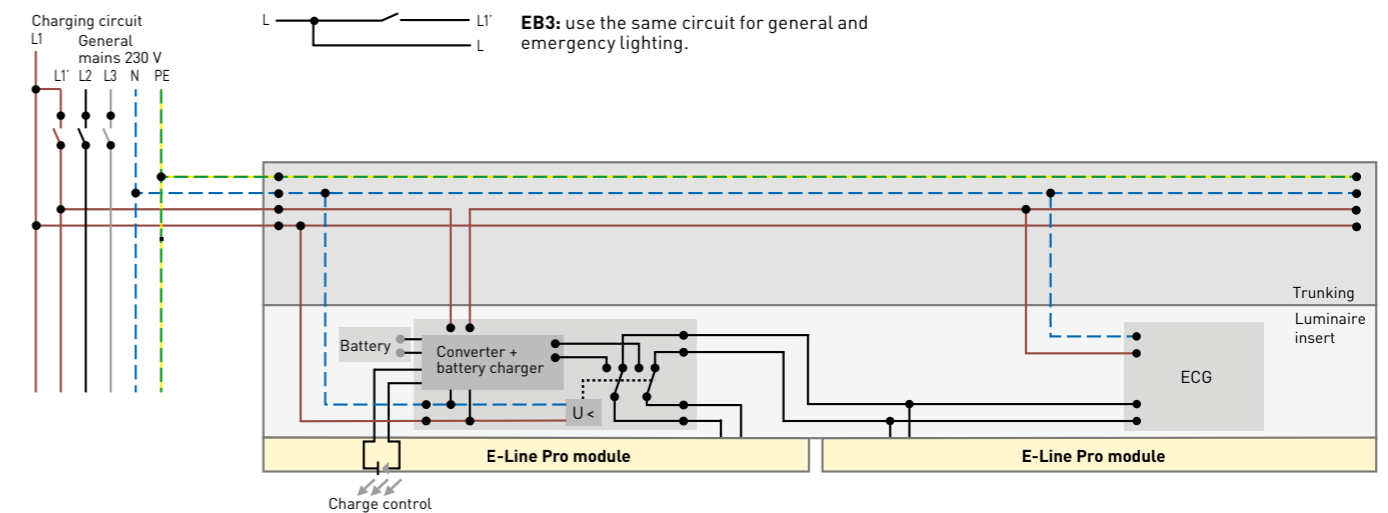 Charging circuit
L1
General
mains 230 V
L1' L2 L3 N PE
L
L1'
L
EB3: use the same circuit for general and
emergency lighting.
Trunking
Luminaire
insert
Battery
Converter +
battery charger
U <
ECG
E-Line Pro module
E-Line Pro module
Charge control